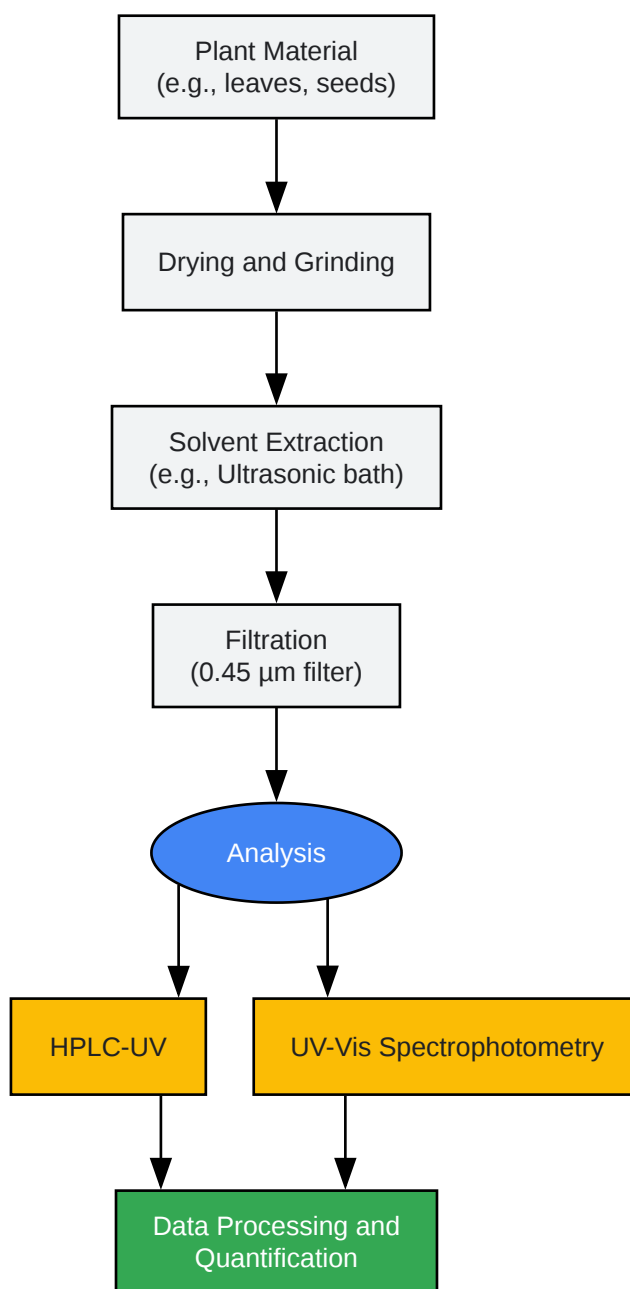 Plant Material
(e.g., leaves, seeds)
Drying and Grinding
Solvent Extraction
(e.g., Ultrasonic bath)
Filtration
(0.45 µm filter)
Analysis
HPLC-UV
UV-Vis Spectrophotometry
Data Processing and
Quantification